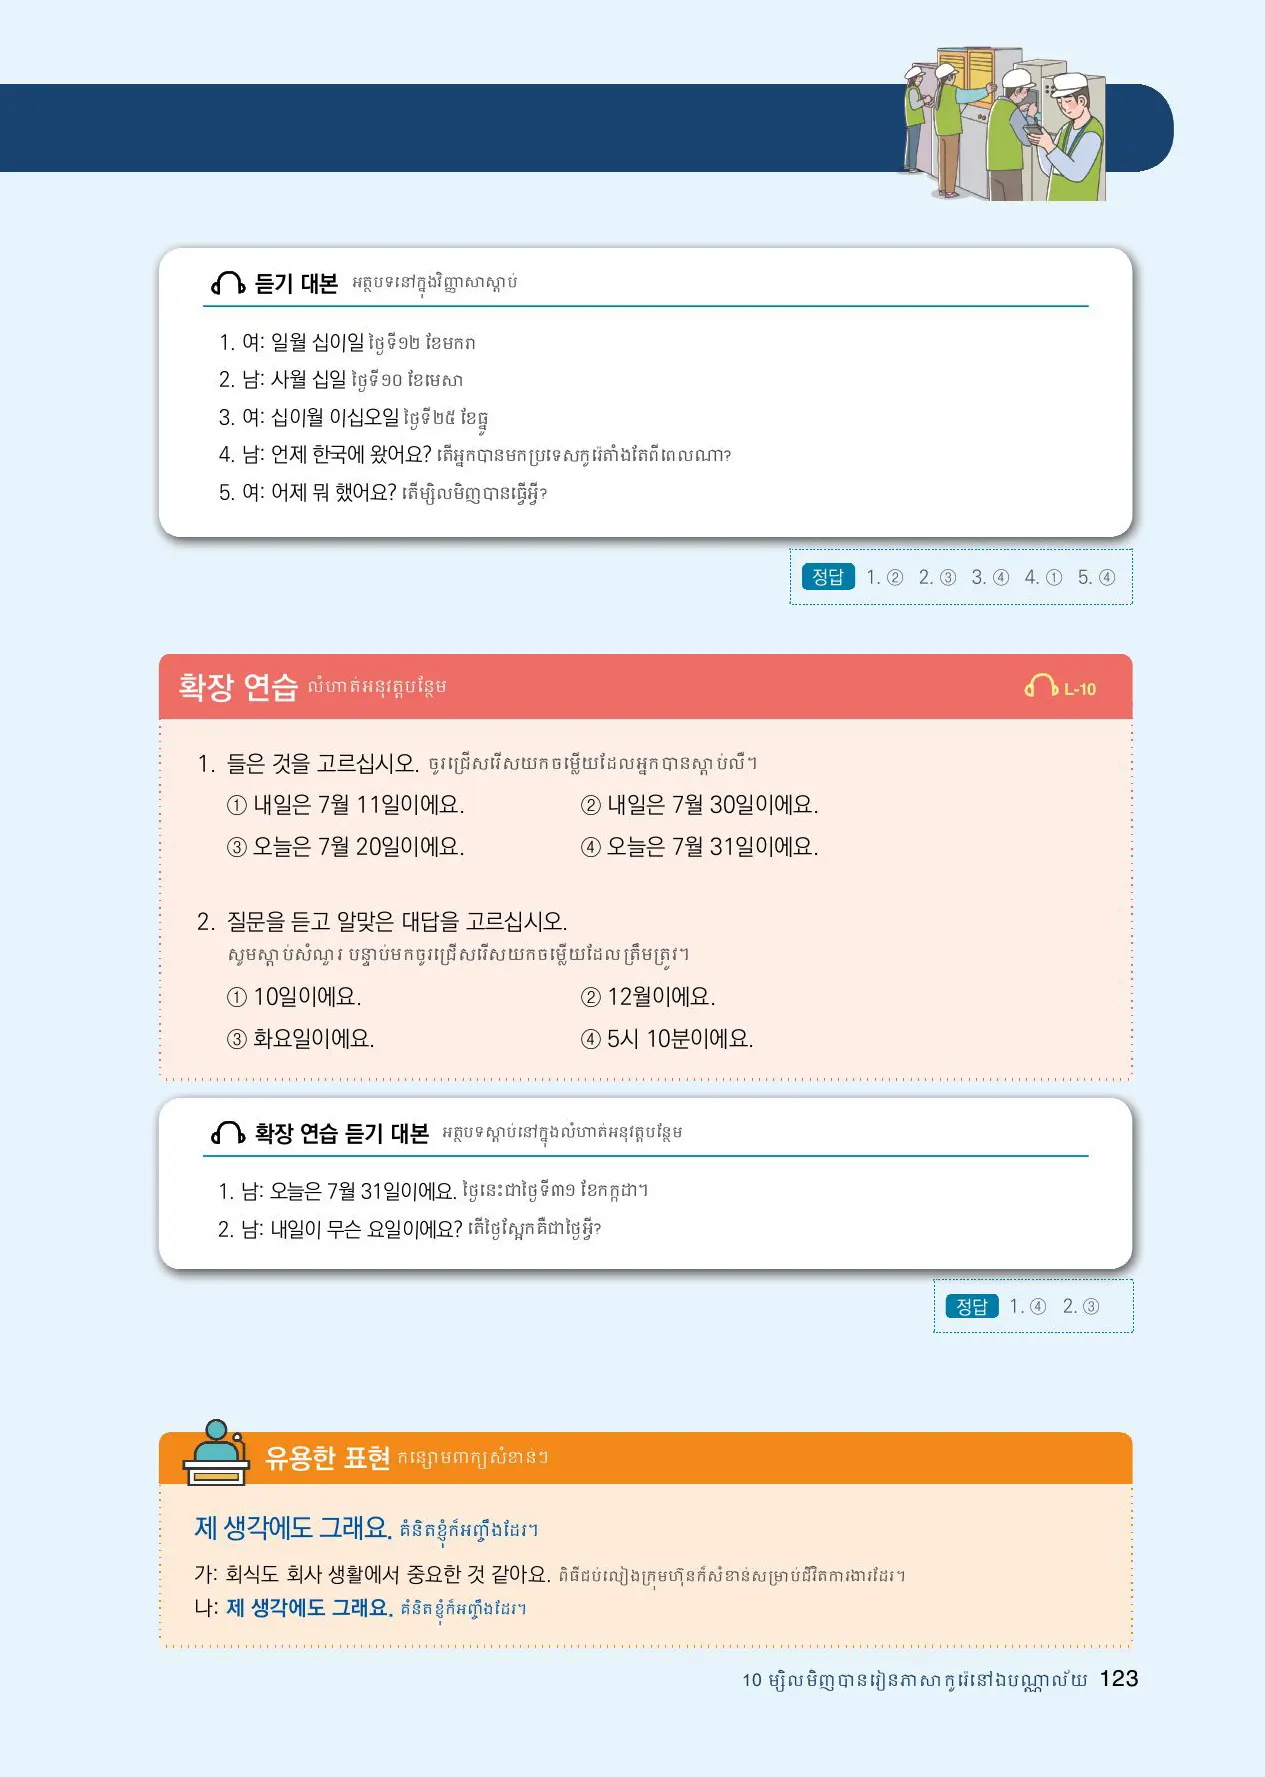 듣기 대본 អត្ថបទនៅក្នុងវិញ្ញាសាស្ដាប់
1. 여: 일월 십이일 ថ្ងៃទី១២ ខែមករា
2. 남: 사월 십일 ថ្ងៃទី១០ ខែមេសា
3. 여: 십이월 이십오일 ថ្ងៃទី២៥ ខែធ្នូ
4. 남: 언제 한국에 왔어요? តើអ្នកបានមកប្រទេសកូរ៉េតាំងតែពីពេលណា?
5. 여: 어제 뭐 했어요? តើម្សិលមិញបានធ្វើអ្វី?
정답 1. ② 2. ③ 3. ④ 4. ① 5. ④
확장 연습 លំហាត់អនុវត្តបន្ថែម L-10
1. 들은 것을 고르십시오. ចូរជ្រើសរើសយកចម្លើយដែលអ្នកបានស្ដាប់លឺ។
① 내일은 7월 11일이에요. ② 내일은 7월 30일이에요.
③ 오늘은 7월 20일이에요. ④ 오늘은 7월 31일이에요.
2. 질문을 듣고 알맞은 대답을 고르십시오.
សូមស្ដាប់សំណួរ បន្ទាប់មកចូរជ្រើសរើសយកចម្លើយដែលត្រឹមត្រូវ។
① 10일이에요. ② 12월이에요.
③ 화요일이에요. ④ 5시 10분이에요.
확장 연습 듣기 대본 អត្ថបទស្ដាប់នៅក្នុងលំហាត់អនុវត្តបន្ថែម
1. 남: 오늘은 7월 31일이에요. ថ្ងៃនេះជាថ្ងៃទី៣១ ខែកក្កដា។
2. 남: 내일이 무슨 요일이에요? តើថ្ងៃស្អែកគឺជាថ្ងៃអ្វី?
정답 1. ④ 2. ③
유용한 표현 កន្សោមពាក្យសំខាន់ៗ
제 생각에도 그래요. គំនិតខ្ញុំក៏អញ្ចឹងដែរ។
가: 회식도 회사 생활에서 중요한 것 같아요. ពិធីជប់លៀងក្រុមហ៊ុនក៏សំខាន់សម្រាប់ជីវិតការងារដែរ។
나: 제 생각에도 그래요. គំនិតខ្ញុំក៏អញ្ចឹងដែរ។
10 ម្សិលមិញបានរៀនភាសាកូរ៉េនៅឯបណ្ណាល័យ 123